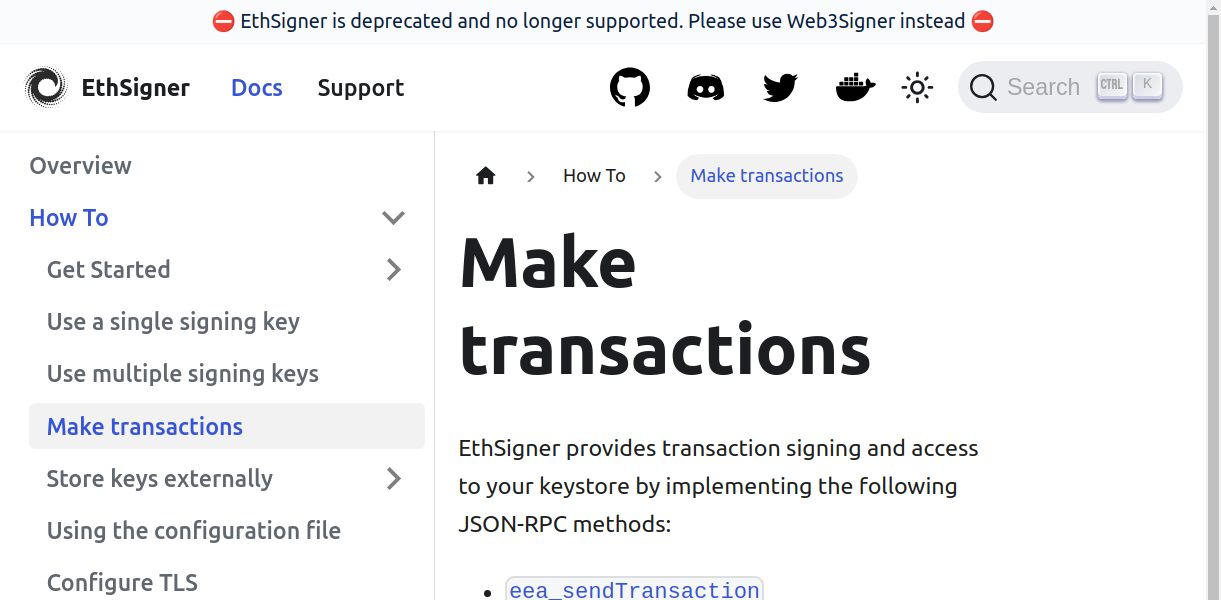 ⛔ EthSigner is deprecated and no longer supported. Please use Web3Signer instead ⛔
EthSigner Docs Support Search CTRL K
Overview
How To
Get Started
Use a single signing key
Use multiple signing keys
Make transactions
Store keys externally
Using the configuration file
Configure TLS
How To Make transactions
Make
transactions
EthSigner provides transaction signing and access
to your keystore by implementing the following
JSON-RPC methods:
eea_sendTransaction